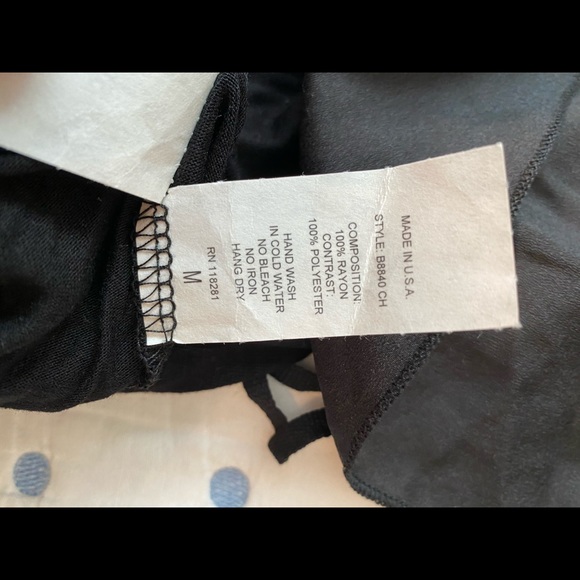 MADE IN U.S.A.
STYLE: B8840 CH
COMPOSITION:
100% RAYON
CONTRAST:
100% POLYESTER
HAND WASH
IN COLD WATER
NO BLEACH
NO IRON
HANG DRY
RN 118281
M